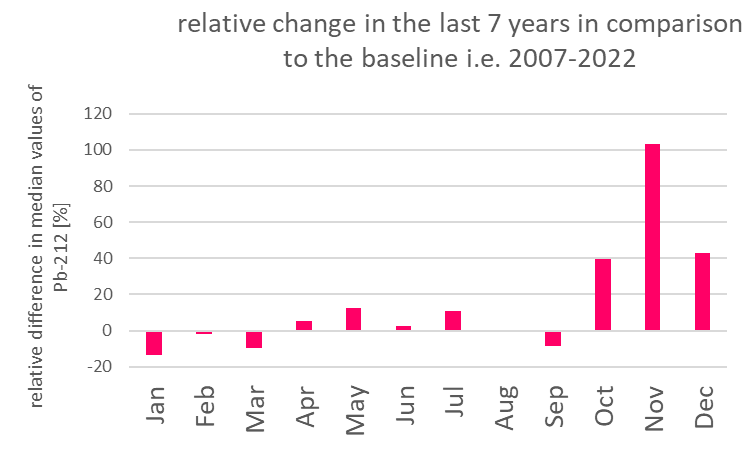 relative change in the last 7 years in comparison
to the baseline i.e. 2007-2022
relative difference in median values of
Pb-212 [%]
120
100
80
60
40
20
0
-20
Jan
Feb
Mar
Apr
May
Jun
Jul
Aug
Sep
Oct
Nov
Dec